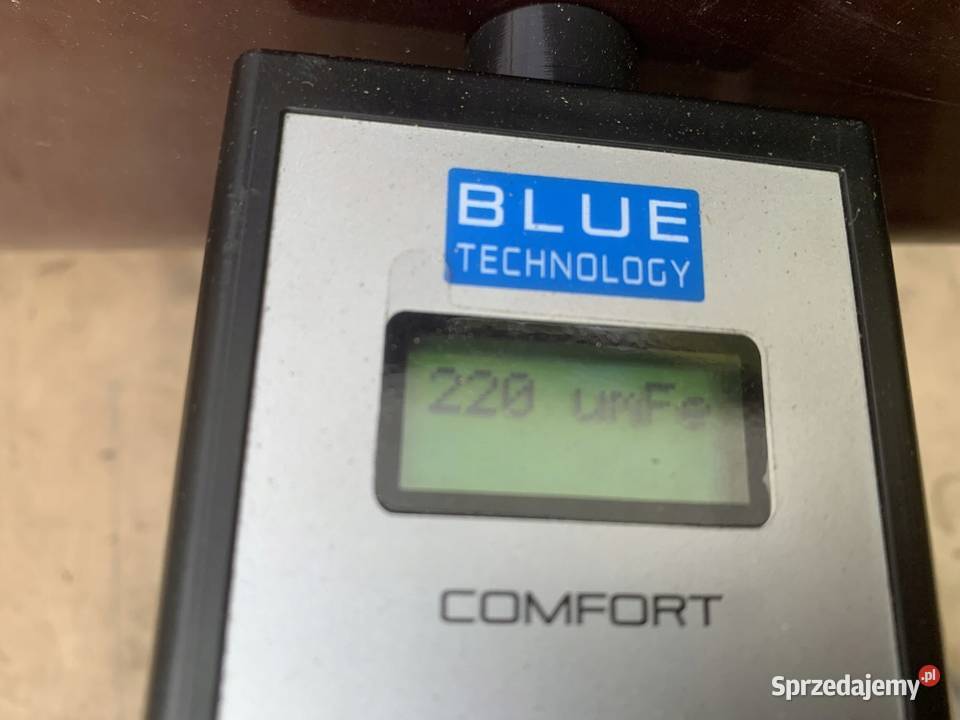 BLUE
TECHNOLOGY
220 umFe
COMFORT
Sprzedajemy.pl